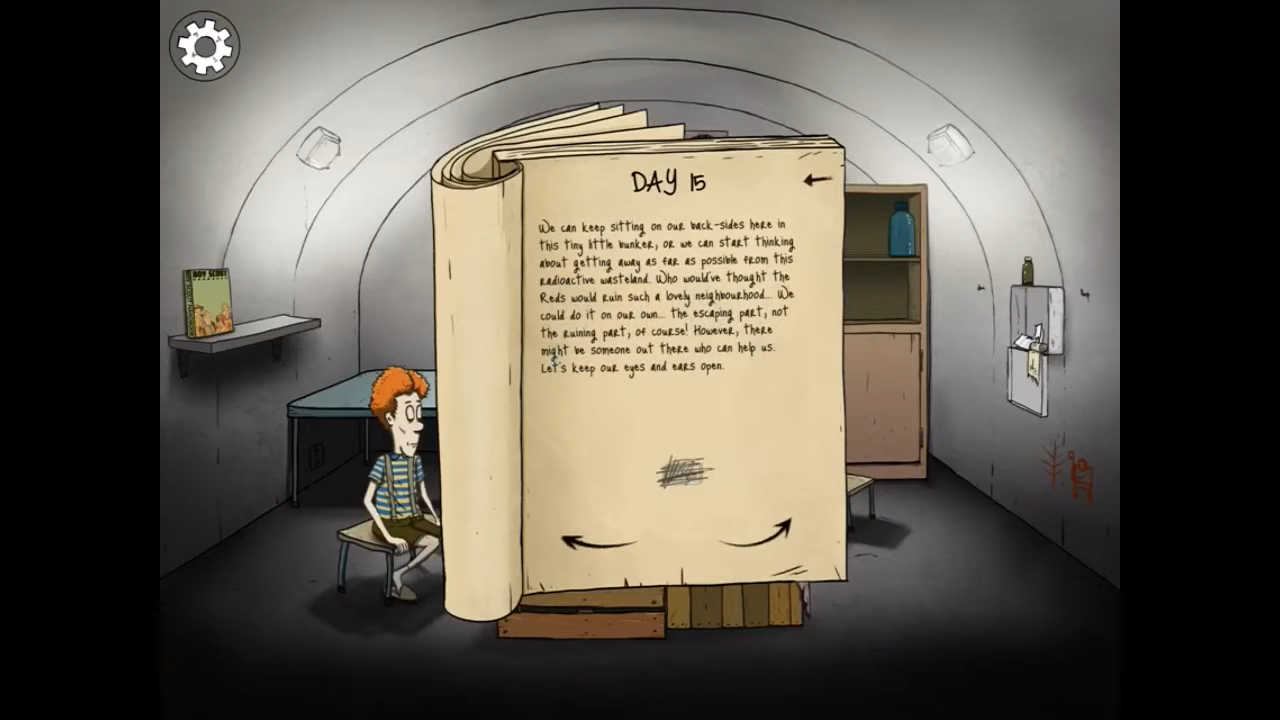 DAY 15
We can keep sitting on our back-sides here in
this tiny little bunker, or we can start thinking
about getting away as far as possible from this
radioactive wasteland. Who would've thought the
Reds would ruin such a lovely neighbourhood... We
could do it on our own... the escaping part, not
the ruining part, of course! However, there
might be someone out there who can help us.
Let's keep our eyes and ears open.
BOY SCOUT